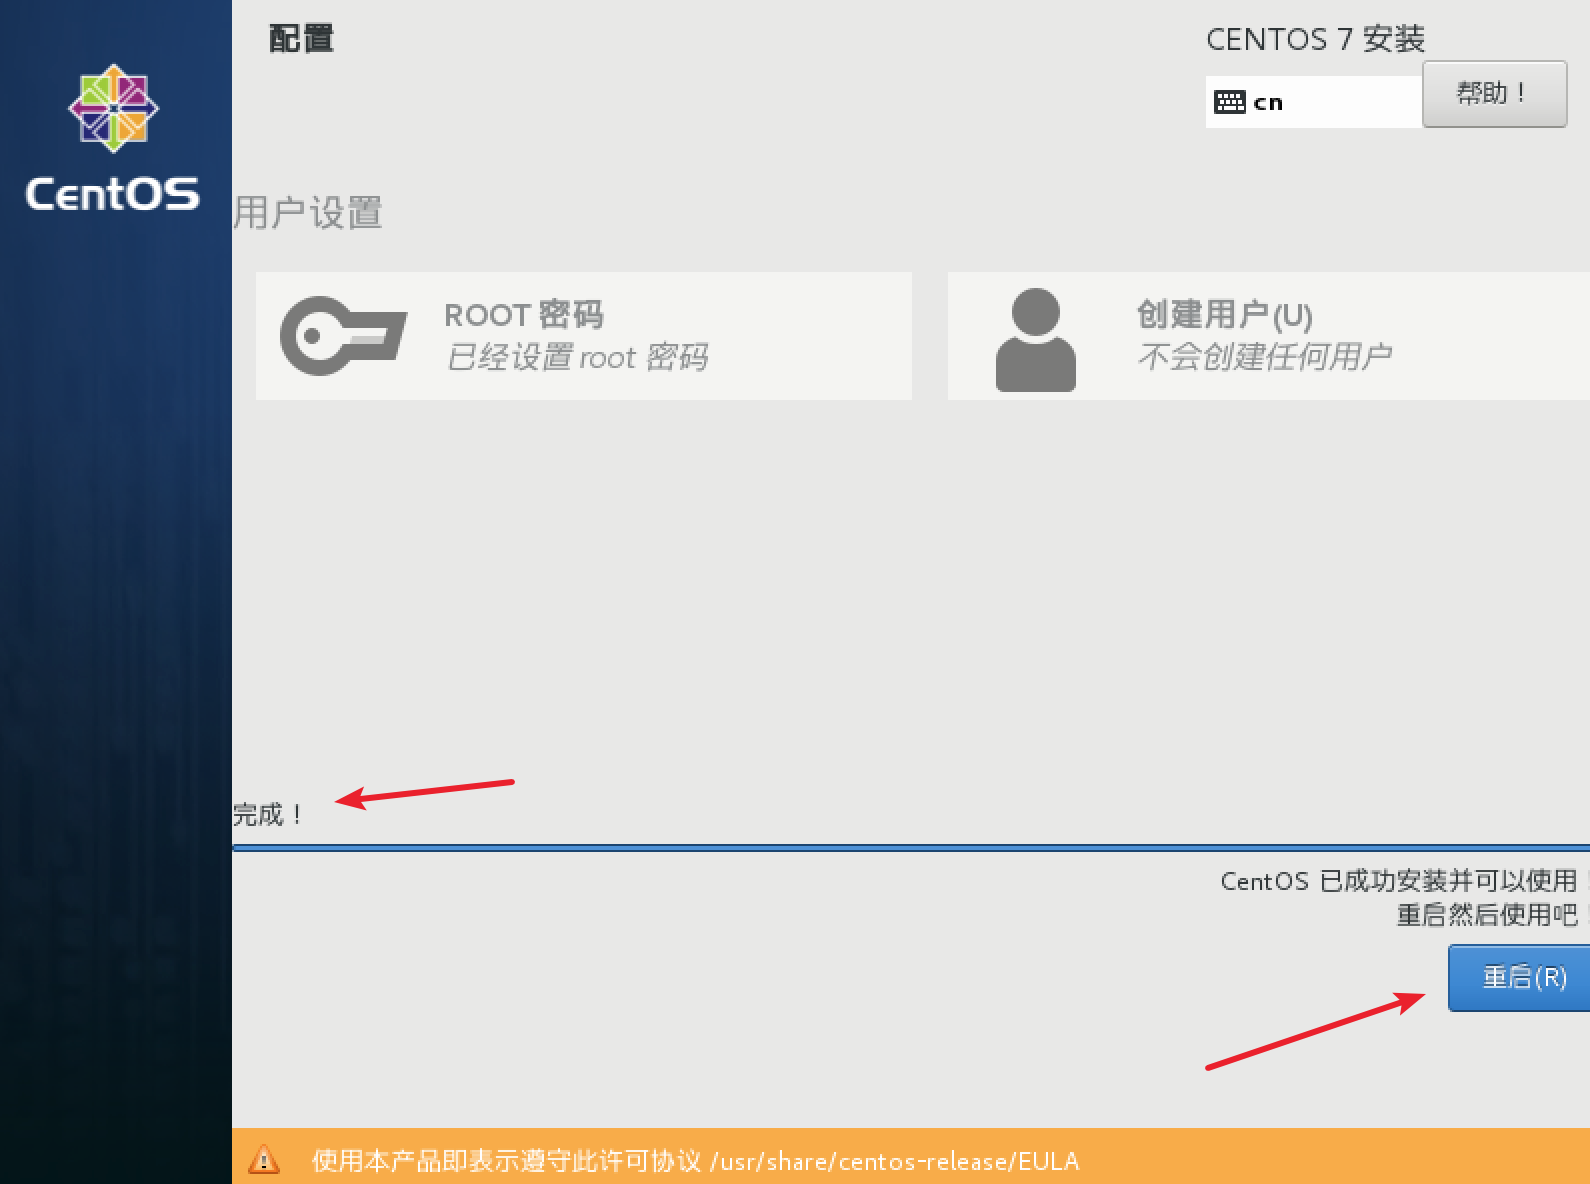 CentOS
配置
CENTOS 7 安装
cn
帮助！
用户设置
ROOT 密码
已经设置 root 密码
创建用户(U)
不会创建任何用户
完成！
CentOS 已成功安装并可以使用！
重启然后使用吧！
重启(R)
使用本产品即表示遵守此许可协议 /usr/share/centos-release/EULA